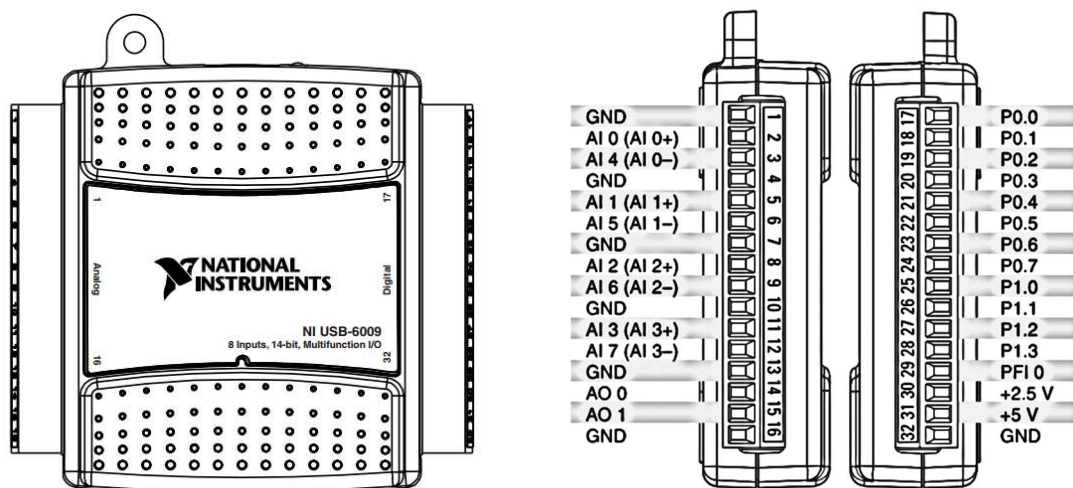 1
17
Analog
Digital
NATIONAL
INSTRUMENTS
NI USB-6009
8 Inputs, 14-bit, Multifunction I/O
16
32
GND 1
AI 0 (AI 0+) 2
AI 4 (AI 0–) 3
GND 4
AI 1 (AI 1+) 5
AI 5 (AI 1–) 6
GND 7
AI 2 (AI 2+) 8
AI 6 (AI 2–) 9
GND 10
AI 3 (AI 3+) 11
AI 7 (AI 3–) 12
GND 13
AO 0 14
AO 1 15
GND 16
17 P0.0
18 P0.1
19 P0.2
20 P0.3
21 P0.4
22 P0.5
23 P0.6
24 P0.7
25 P1.0
26 P1.1
27 P1.2
28 P1.3
29 PFI 0
30 +2.5 V
31 +5 V
32 GND